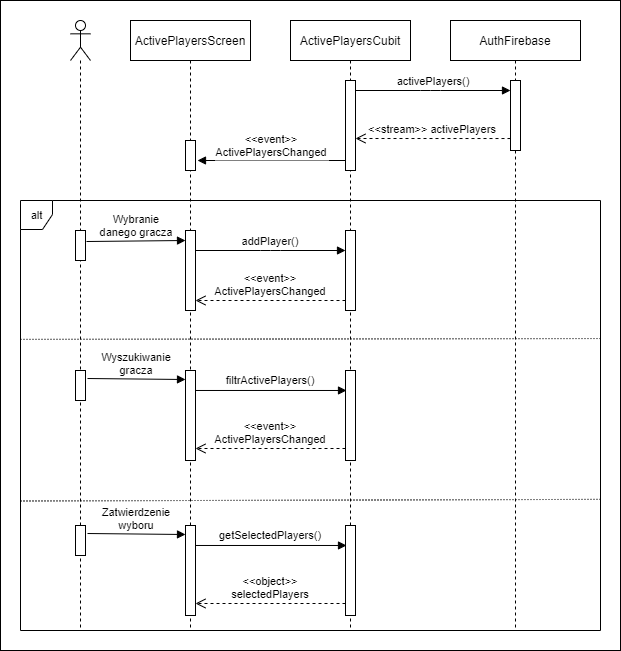 ActivePlayersScreen
ActivePlayersCubit
AuthFirebase
activePlayers()
<<stream>> activePlayers
<<event>>
ActivePlayersChanged
alt
Wybranie
danego gracza
addPlayer()
<<event>>
ActivePlayersChanged
Wyszukiwanie
gracza
filtrActivePlayers()
<<event>>
ActivePlayersChanged
Zatwierdzenie
wyboru
getSelectedPlayers()
<<object>>
selectedPlayers